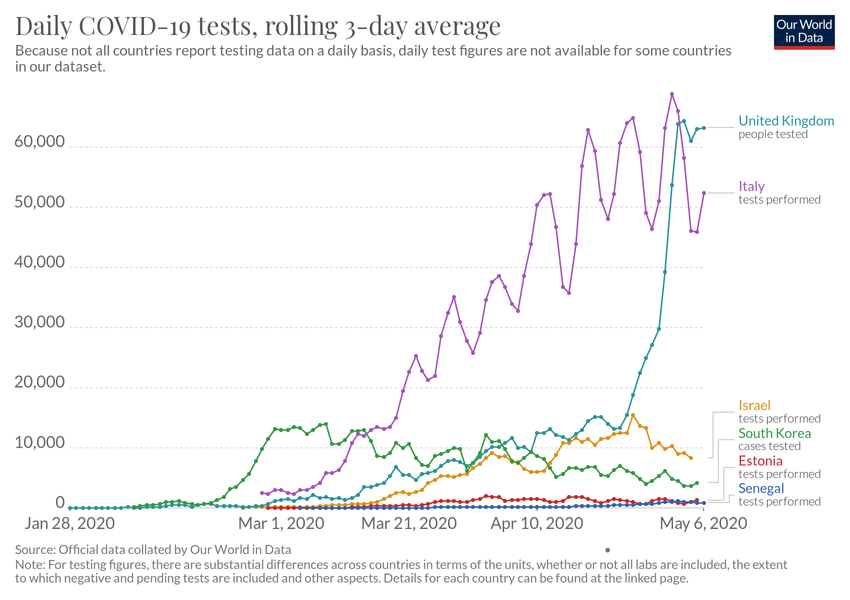 Daily COVID-19 tests, rolling 3-day average
Our World
in Data
Because not all countries report testing data on a daily basis, daily test figures are not available for some countries
in our dataset.
60,000
50,000
40,000
30,000
20,000
10,000
0
United Kingdom
people tested
Italy
tests performed
Israel
tests performed
South Korea
cases tested
Estonia
tests performed
Senegal
tests performed
Jan 28, 2020
Mar 1, 2020
Mar 21, 2020
Apr 10, 2020
May 6, 2020
Source: Official data collated by Our World in Data
Note: For testing figures, there are substantial differences across countries in terms of the units, whether or not all labs are included, the extent
to which negative and pending tests are included and other aspects. Details for each country can be found at the linked page.